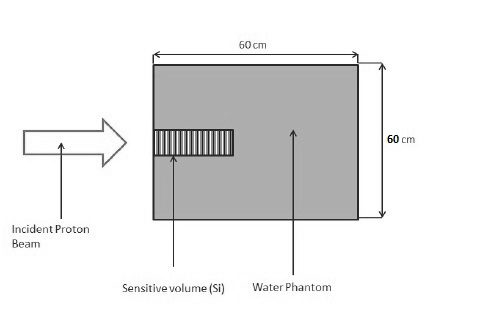 60 cm
60 cm
Incident Proton
Beam
Sensitive volume (Si)
Water Phantom